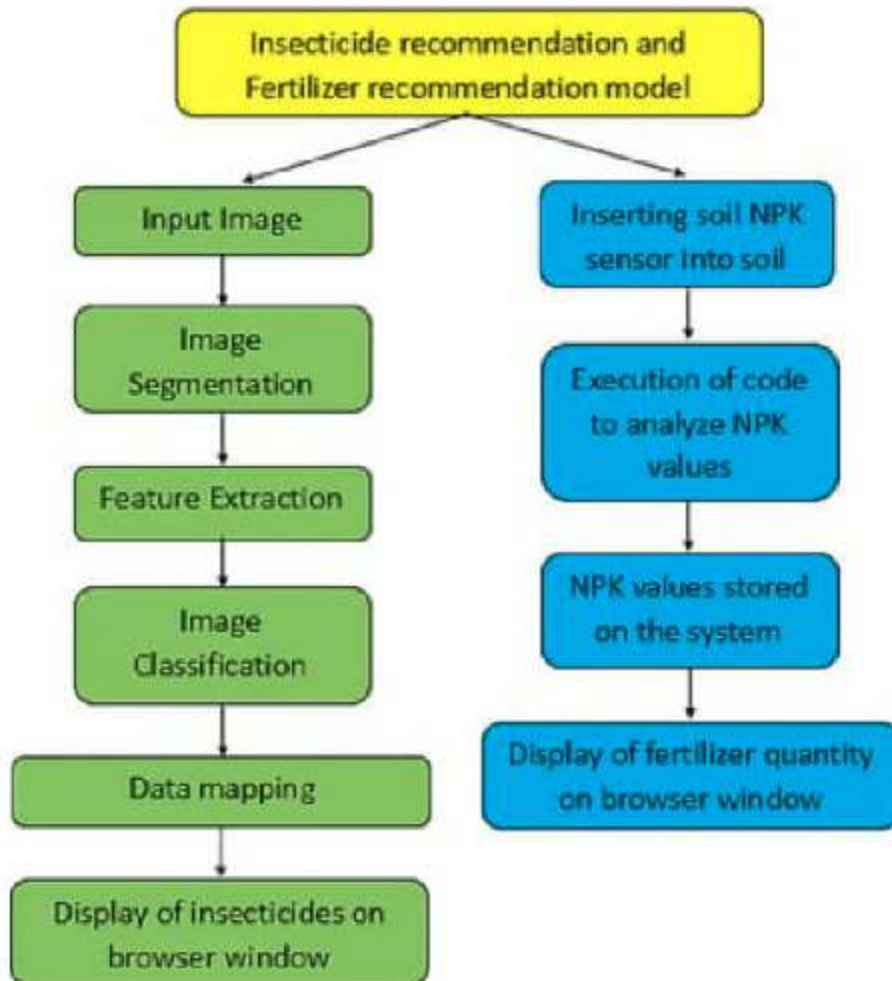 Insecticide recommendation and
Fertilizer recommendation model
Input Image
Image
Segmentation
Feature Extraction
Image
Classification
Data mapping
Display of insecticides on
browser window
Inserting soil NPK
sensor into soil
Execution of code
to analyze NPK
values
NPK values stored
on the system
Display of fertilizer quantity
on browser window